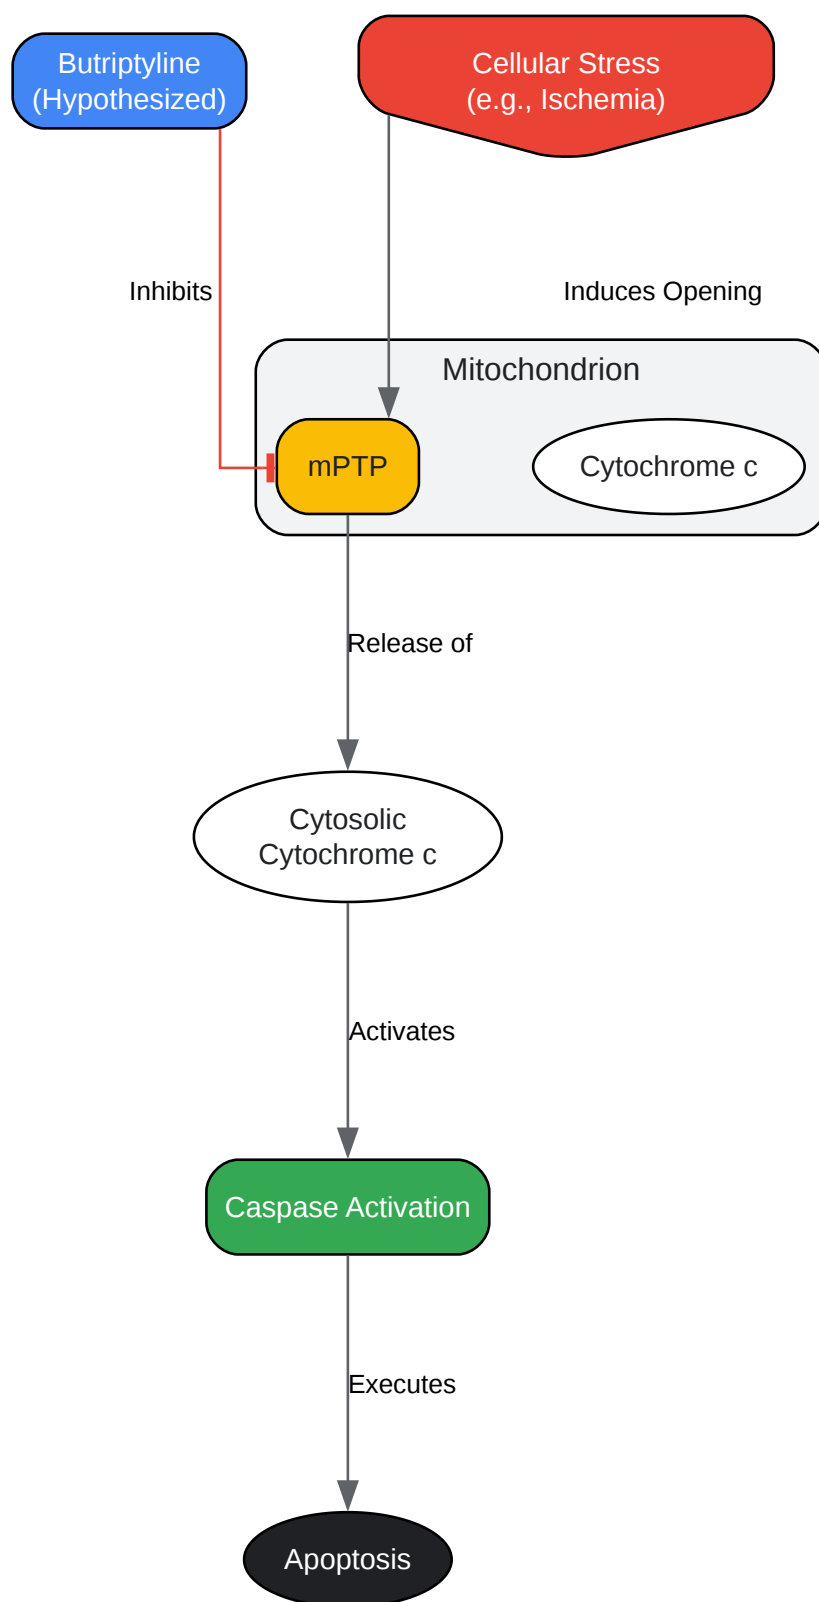 Butriptyline
(Hypothesized)
Cellular Stress
(e.g., Ischemia)
Inhibits
Induces Opening
Mitochondrion
mPTP
Cytochrome c
Release of
Cytosolic
Cytochrome c
Activates
Caspase Activation
Executes
Apoptosis